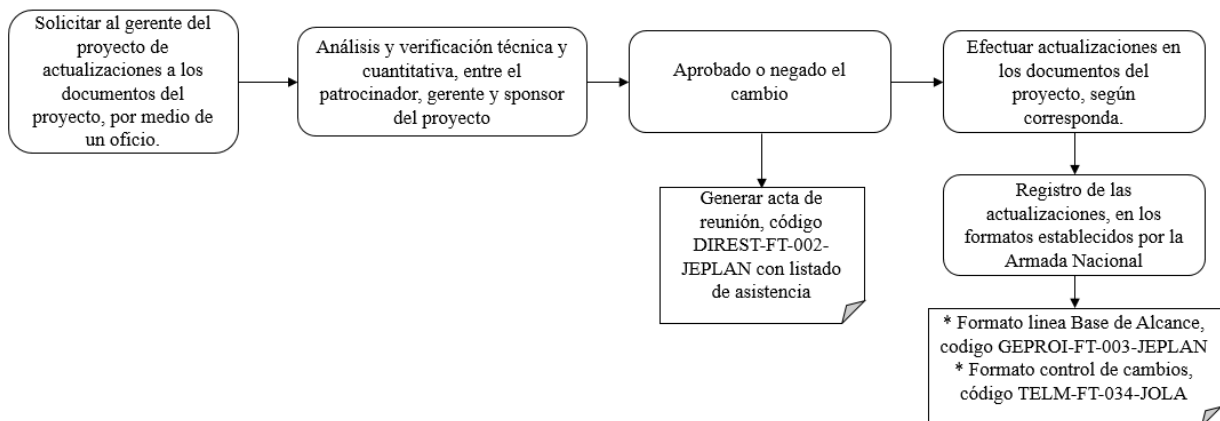 Solicitar al gerente del
proyecto de
actualizaciones a los
documentos del
proyecto, por medio de
un oficio.
Análisis y verificación técnica y
cuantitativa, entre el
patrocinador, gerente y sponsor
del proyecto
Aprobado o negado el
cambio
Efectuar actualizaciones en
los documentos del
proyecto, según
corresponda.
Generar acta de
reunión, código
DIREST-FT-002-
JEPLAN con listado
de asistencia
Registro de las
actualizaciones, en los
formatos establecidos por la
Armada Nacional
* Formato linea Base de Alcance,
codigo GEPROI-FT-003-JEPLAN
* Formato control de cambios,
código TELM-FT-034-JOLA